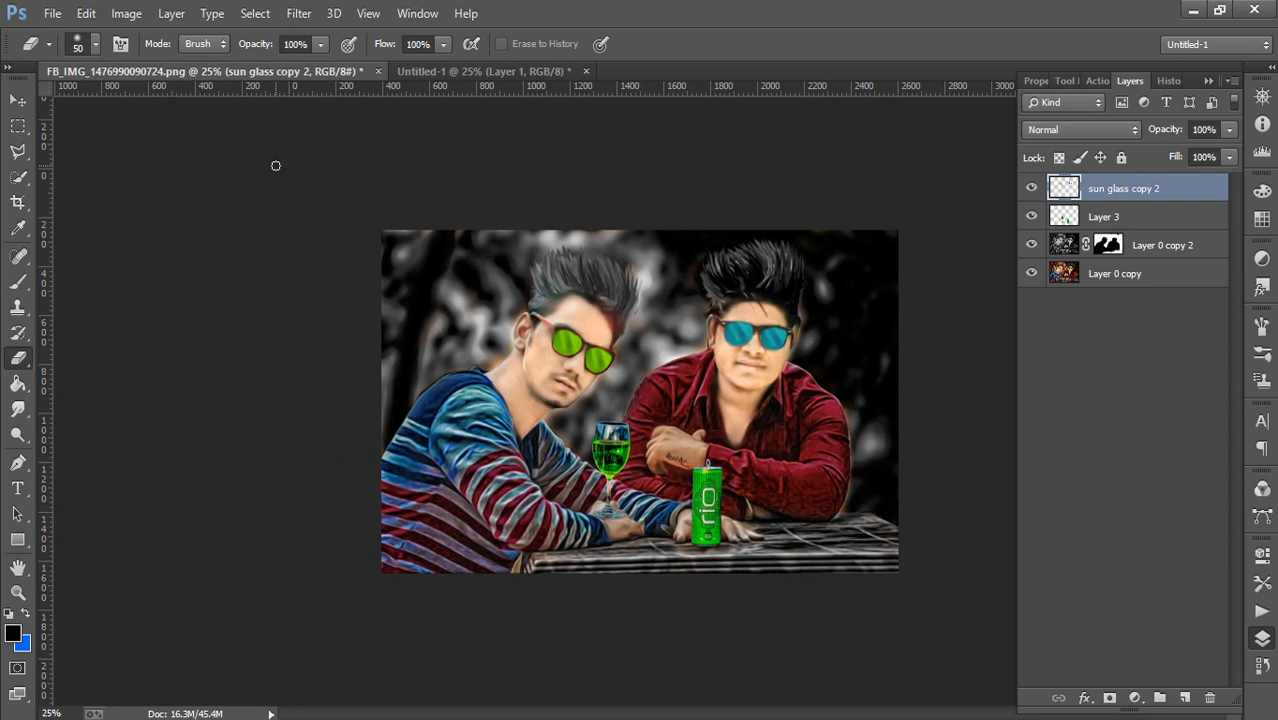 Ps File Edit Image Layer Type Select Filter 3D View Window Help
50 Mode: Brush Opacity: 100% Flow: 100% Erase to History Untitled-1
FB_IMG_1476990090724.png @ 25% (sun glass copy 2, RGB/8#) * × Untitled-1 @ 25% (Layer 1, RGB/8) * ×
1000 800 600 400 200 0 200 400 600 800 1000 1200 1400 1600 1800 2000 2200 2400 2600 2800 3000
Prope Tool Actio Layers Histo
Kind
Normal Opacity: 100%
Lock: Fill: 100%
sun glass copy 2
Layer 3
Layer 0 copy 2
Layer 0 copy
rio
25% Doc: 16.3M/45.4M